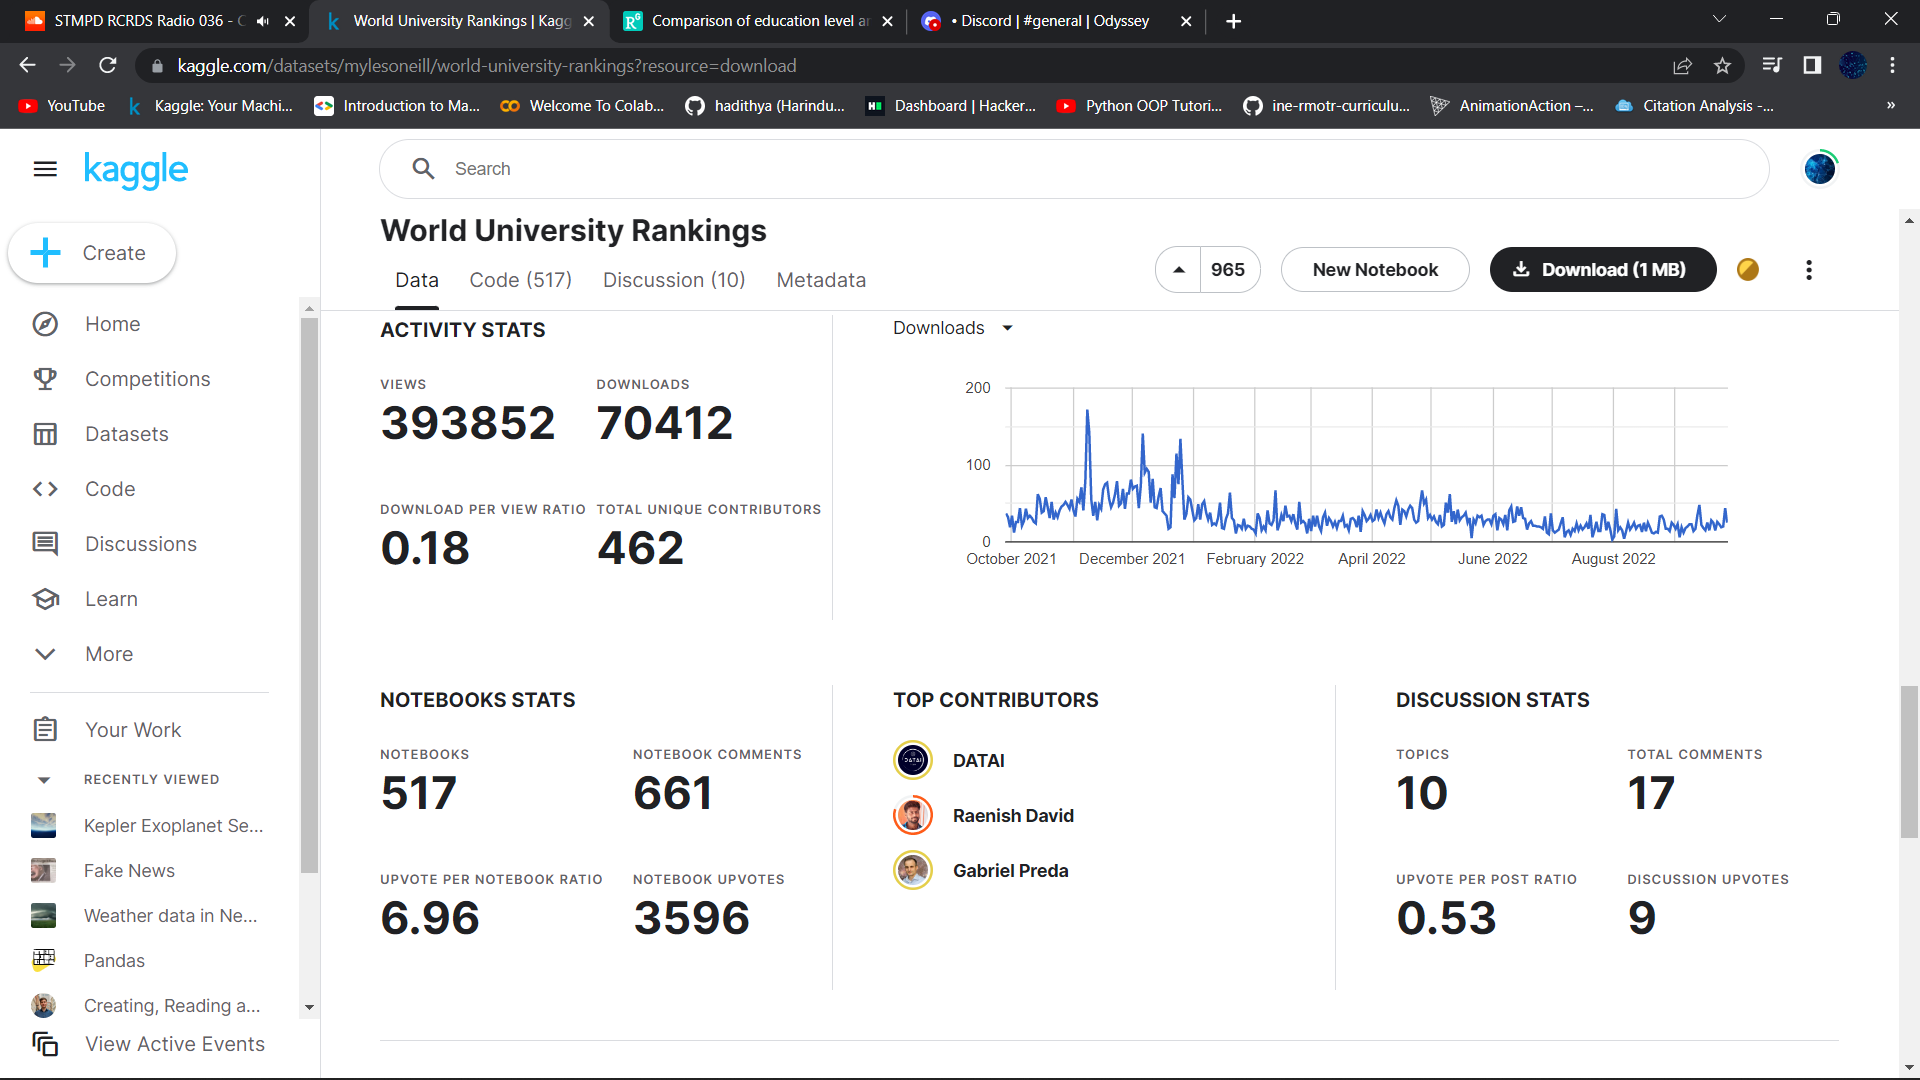 STMPD RCRDS Radio 036 - C
World University Rankings | Kagg
Comparison of education level ar
• Discord | #general | Odyssey
kaggle.com/datasets/mylesoneill/world-university-rankings?resource=download
YouTube
Kaggle: Your Machi...
Introduction to Ma...
Welcome To Colab...
hadithya (Harindu...
Dashboard | Hacker...
Python OOP Tutori...
ine-rmotr-curriculu...
AnimationAction –...
Citation Analysis -...
»
kaggle
Search
Create
Home
Competitions
Datasets
Code
Discussions
Learn
More
Your Work
RECENTLY VIEWED
Kepler Exoplanet Se...
Fake News
Weather data in Ne...
Pandas
Creating, Reading a...
View Active Events
World University Rankings
Data
Code (517)
Discussion (10)
Metadata
965
New Notebook
Download (1 MB)
ACTIVITY STATS
VIEWS
393852
DOWNLOADS
70412
DOWNLOAD PER VIEW RATIO
0.18
TOTAL UNIQUE CONTRIBUTORS
462
Downloads
200
100
0
October 2021
December 2021
February 2022
April 2022
June 2022
August 2022
NOTEBOOKS STATS
NOTEBOOKS
517
NOTEBOOK COMMENTS
661
UPVOTE PER NOTEBOOK RATIO
6.96
NOTEBOOK UPVOTES
3596
TOP CONTRIBUTORS
DATAI
Raenish David
Gabriel Preda
DISCUSSION STATS
TOPICS
10
TOTAL COMMENTS
17
UPVOTE PER POST RATIO
0.53
DISCUSSION UPVOTES
9